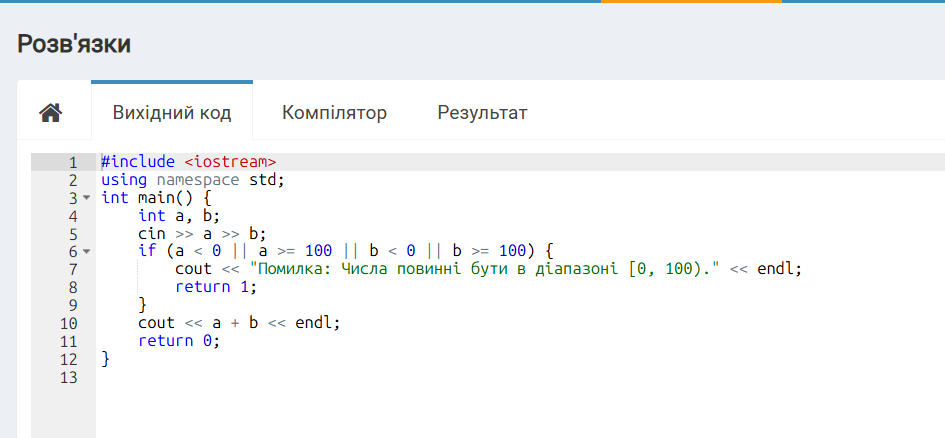 Розв'язки
Вихідний код Компілятор Результат
1 #include <iostream>
2 using namespace std;
3 int main() {
4     int a, b;
5     cin >> a >> b;
6     if (a < 0 || a >= 100 || b < 0 || b >= 100) {
7         cout << "Помилка: Числа повинні бути в діапазоні [0, 100)." << endl;
8         return 1;
9     }
10     cout << a + b << endl;
11     return 0;
12 }
13